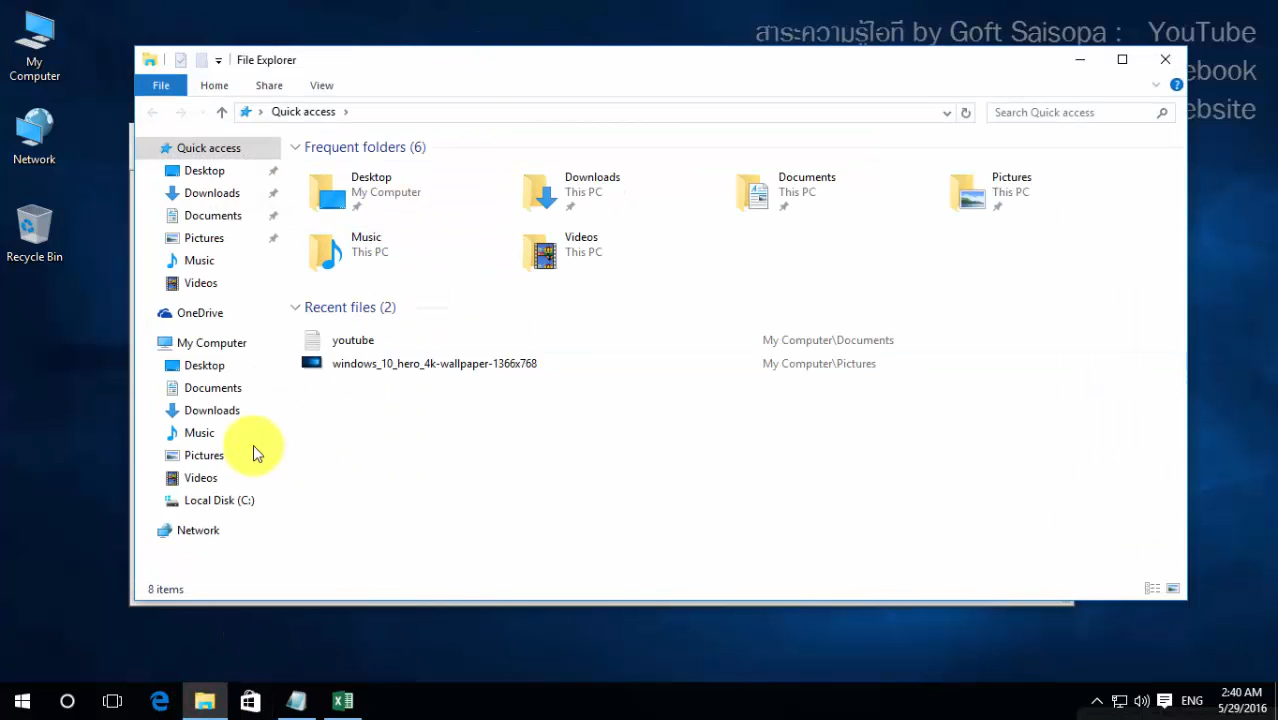 สาระความรู้ไอที by Goft Saisopa :   YouTube
ebook
ebsite
My
Computer
Network
Recycle Bin
File Explorer
File
Home
Share
View
Quick access
Search Quick access
Quick access
Desktop
Downloads
Documents
Pictures
Music
Videos
OneDrive
My Computer
Desktop
Documents
Downloads
Music
Pictures
Videos
Local Disk (C:)
Network
Frequent folders (6)
Desktop
My Computer
Downloads
This PC
Documents
This PC
Pictures
This PC
Music
This PC
Videos
This PC
Recent files (2)
youtube
My Computer\Documents
windows_10_hero_4k-wallpaper-1366x768
My Computer\Pictures
8 items
ENG
2:40 AM
5/29/2016